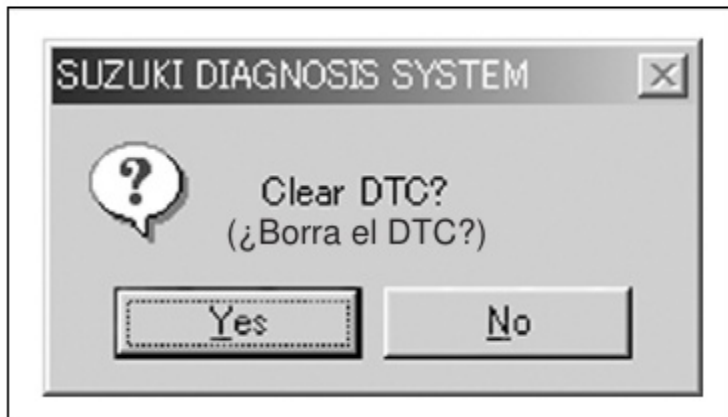 SUZUKI DIAGNOSIS SYSTEM
?
Clear DTC?
(¿Borra el DTC?)
Yes
No